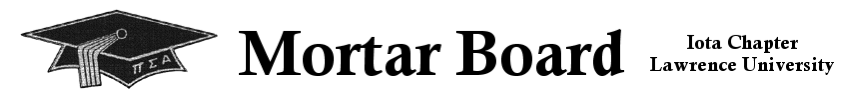 ΠΣΑ
Mortar Board
Iota Chapter
Lawrence University